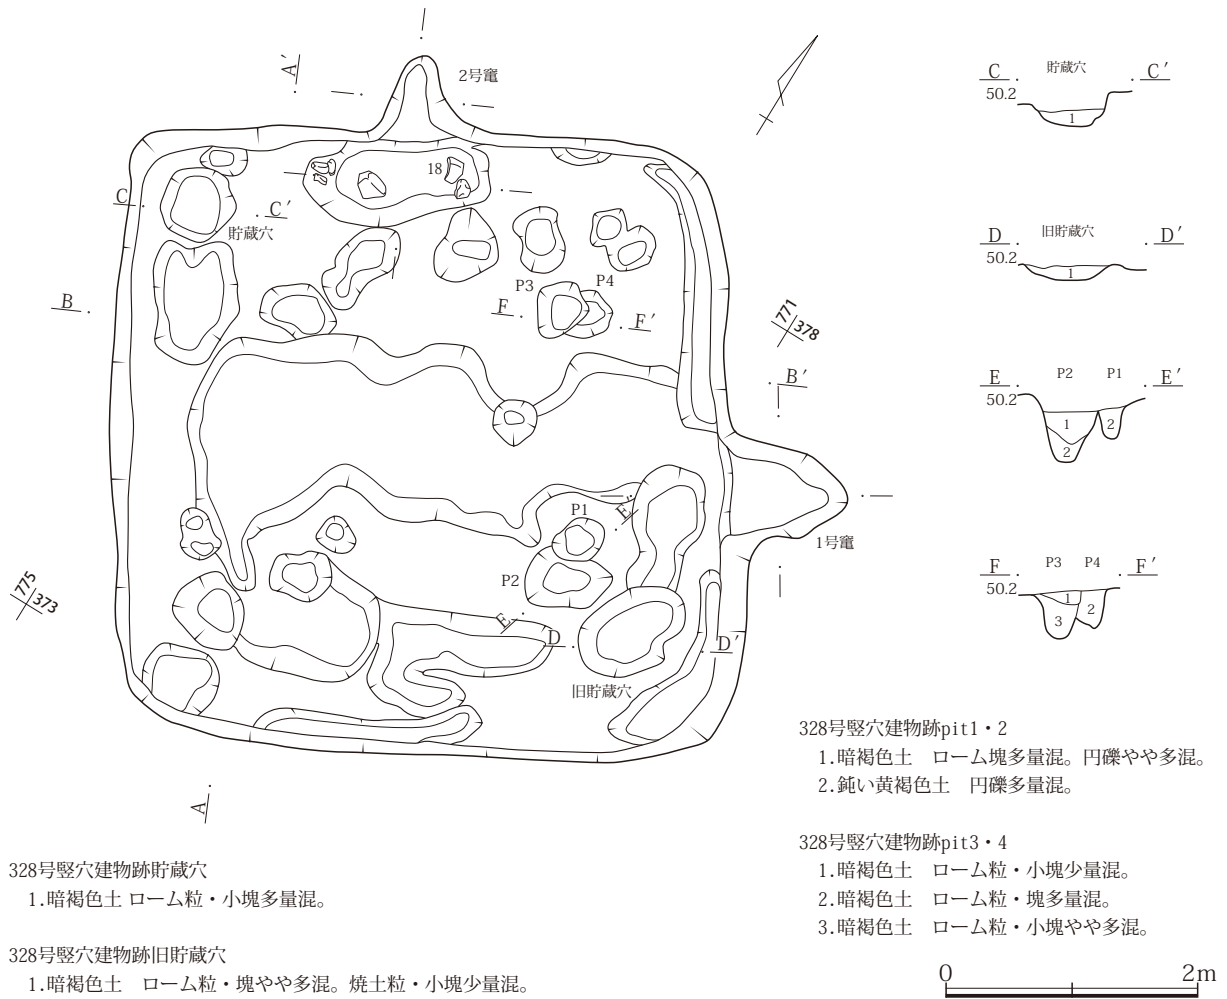 A′
2号竈
C
C′
貯蔵穴
18
P3
P4
B
F
F′
771
378
B′
P1
E′
1号竈
P2
E
D
D′
旧貯蔵穴
775
373
A
C
貯蔵穴
C′
50.2
1
D
旧貯蔵穴
D′
50.2
1
E
P2
P1
E′
50.2
1
2
2
F
P3
P4
F′
50.2
1
2
3
328号竪穴建物跡pit1・2
1.暗褐色土　ローム塊多量混。円礫やや多混。
2.鈍い黄褐色土　円礫多量混。
328号竪穴建物跡pit3・4
1.暗褐色土　ローム粒・小塊少量混。
2.暗褐色土　ローム粒・塊多量混。
3.暗褐色土　ローム粒・小塊やや多混。
328号竪穴建物跡貯蔵穴
1.暗褐色土 ローム粒・小塊多量混。
328号竪穴建物跡旧貯蔵穴
1.暗褐色土　ローム粒・塊やや多混。焼土粒・小塊少量混。
0
2m